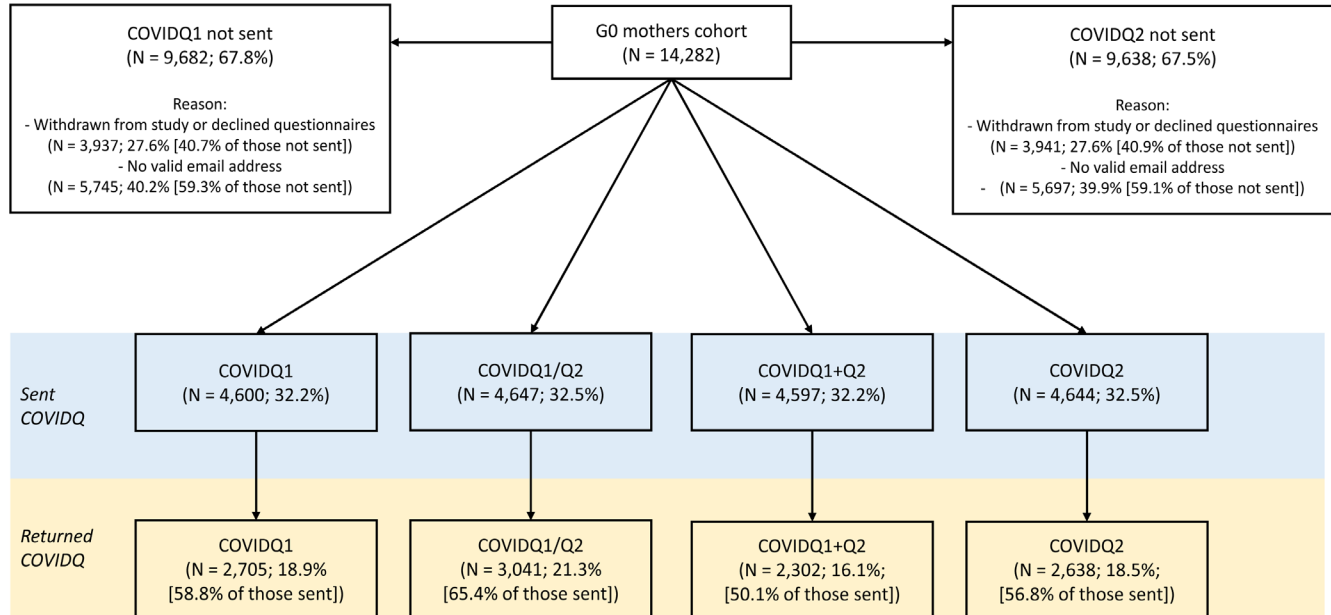 COVIDQ1 not sent
(N = 9,682; 67.8%)
Reason:
- Withdrawn from study or declined questionnaires
(N = 3,937; 27.6% [40.7% of those not sent])
- No valid email address
(N = 5,745; 40.2% [59.3% of those not sent])
G0 mothers cohort
(N = 14,282)
COVIDQ2 not sent
(N = 9,638; 67.5%)
Reason:
- Withdrawn from study or declined questionnaires
(N = 3,941; 27.6% [40.9% of those not sent])
- No valid email address
- (N = 5,697; 39.9% [59.1% of those not sent])
Sent
COVIDQ
COVIDQ1
(N = 4,600; 32.2%)
COVIDQ1/Q2
(N = 4,647; 32.5%)
COVIDQ1+Q2
(N = 4,597; 32.2%)
COVIDQ2
(N = 4,644; 32.5%)
Returned
COVIDQ
COVIDQ1
(N = 2,705; 18.9%
[58.8% of those sent])
COVIDQ1/Q2
(N = 3,041; 21.3%
[65.4% of those sent])
COVIDQ1+Q2
(N = 2,302; 16.1%;
[50.1% of those sent])
COVIDQ2
(N = 2,638; 18.5%;
[56.8% of those sent])